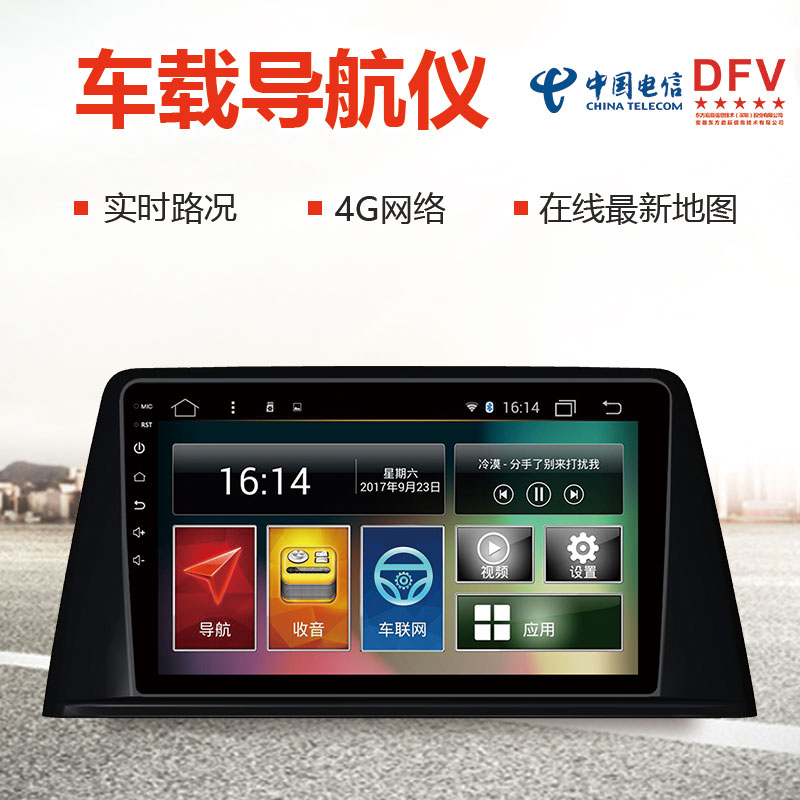 车载导航仪
中国电信
CHINA TELECOM
DFV
实时路况
4G网络
在线最新地图
MIC
RST
16:14
16:14
星期六
2017年9月23日
冷漠 - 分手了别来打扰我
导航
收音
车联网
视频
设置
应用